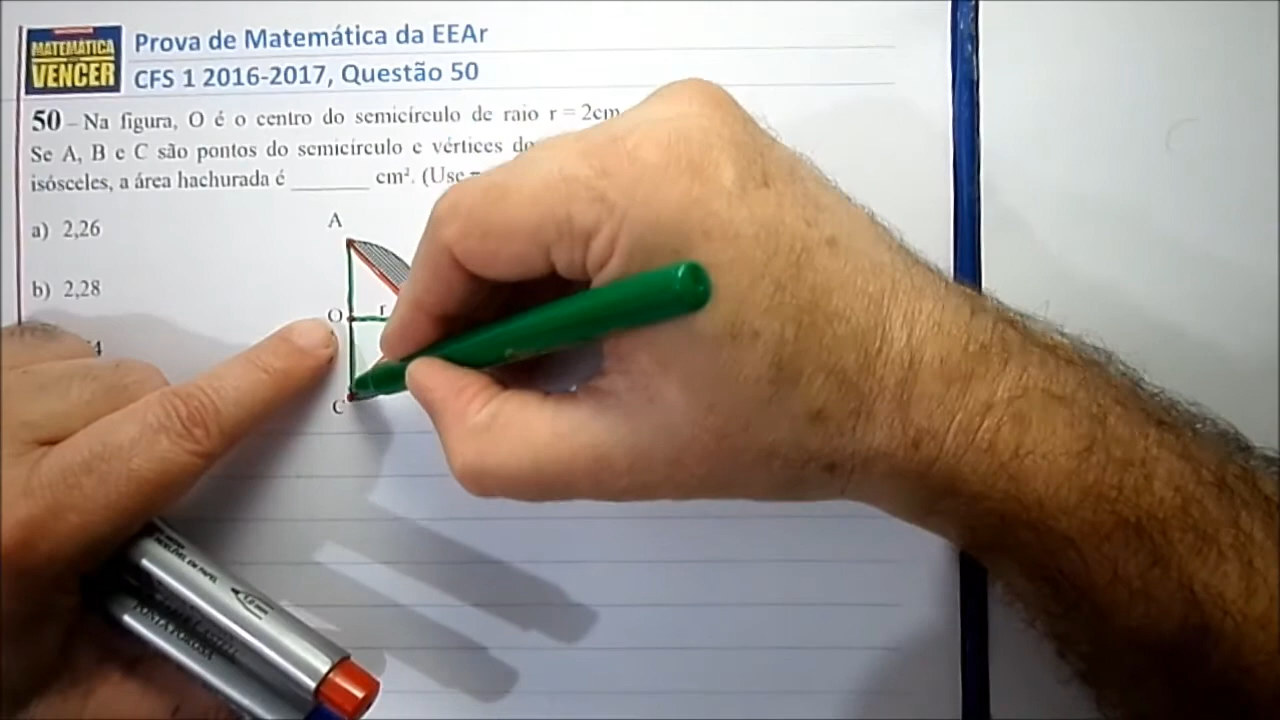 MATEMÁTICA
VENCER
Prova de Matemática da EEAr
CFS 1 2016-2017, Questão 50
50 – Na figura, O é o centro do semicírculo de raio r = 2cm
Se A, B e C são pontos do semicírculo e vértices do
isósceles, a área hachurada é ______ cm². (Use
a) 2,26
b) 2,28
4
A
O
r
C